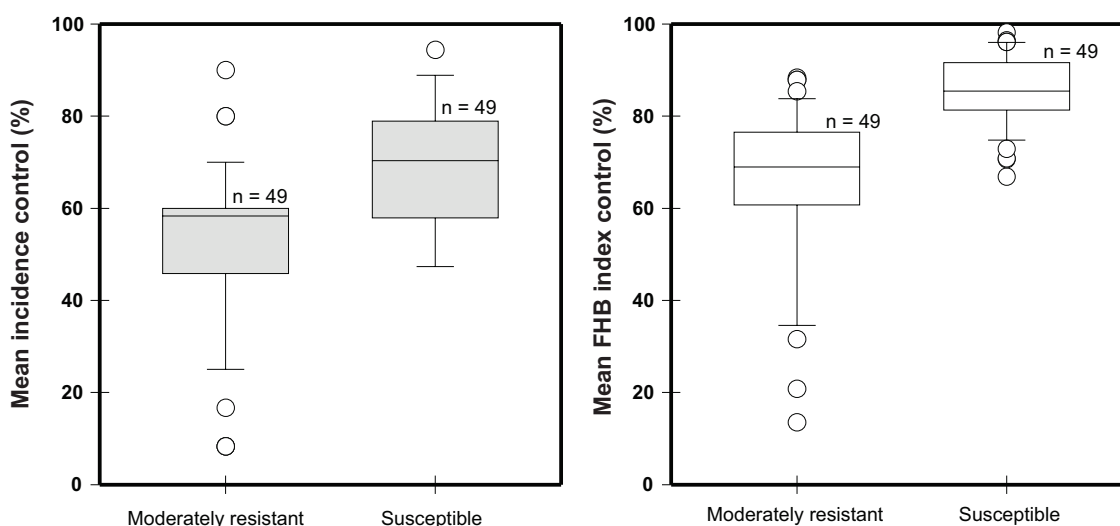 Mean incidence control (%)
100
80
60
40
20
0
n = 49
n = 49
Moderately resistant
Susceptible
Mean FHB index control (%)
100
80
60
40
20
0
n = 49
n = 49
Moderately resistant
Susceptible